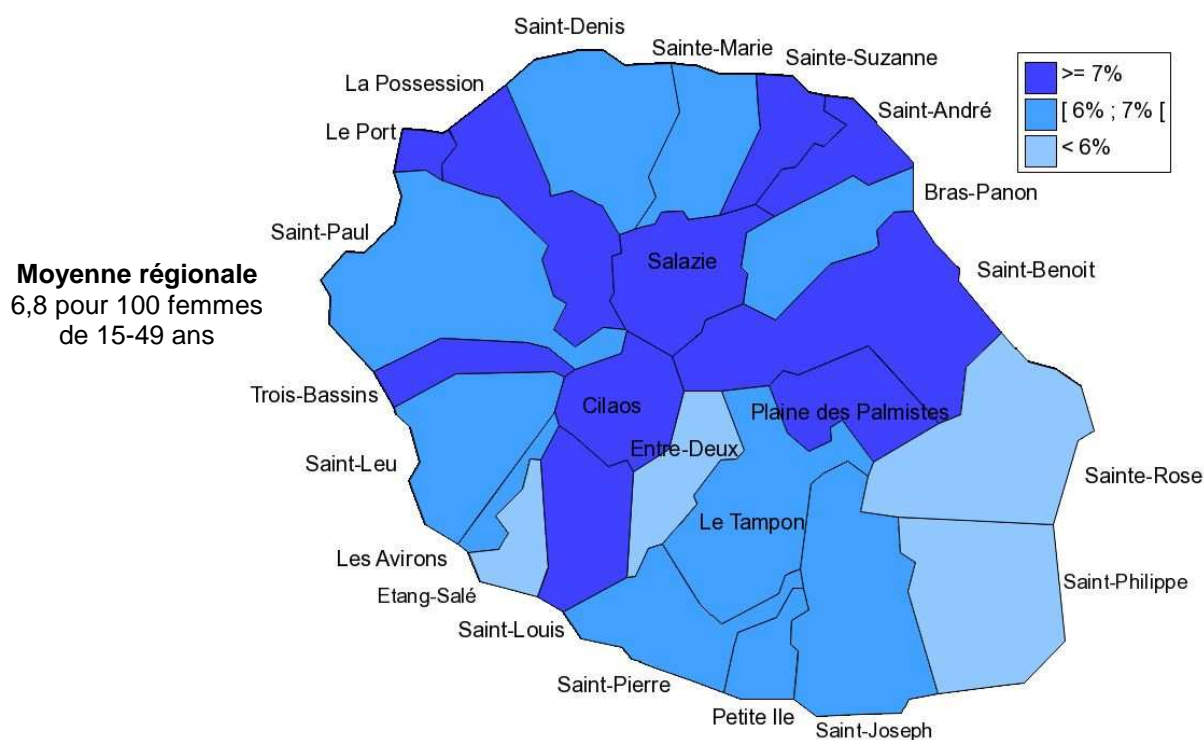 Saint-Denis
Sainte-Marie
Sainte-Suzanne
La Possession
Saint-André
Le Port
>= 7%
[ 6% ; 7% [
< 6%
Bras-Panon
Saint-Paul
Salazie
Saint-Benoit
Moyenne régionale
6,8 pour 100 femmes
de 15-49 ans
Trois-Bassins
Cilaos
Plaine des Palmistes
Entre-Deux
Saint-Leu
Sainte-Rose
Le Tampon
Les Avirons
Saint-Philippe
Etang-Salé
Saint-Louis
Saint-Pierre
Petite Ile
Saint-Joseph